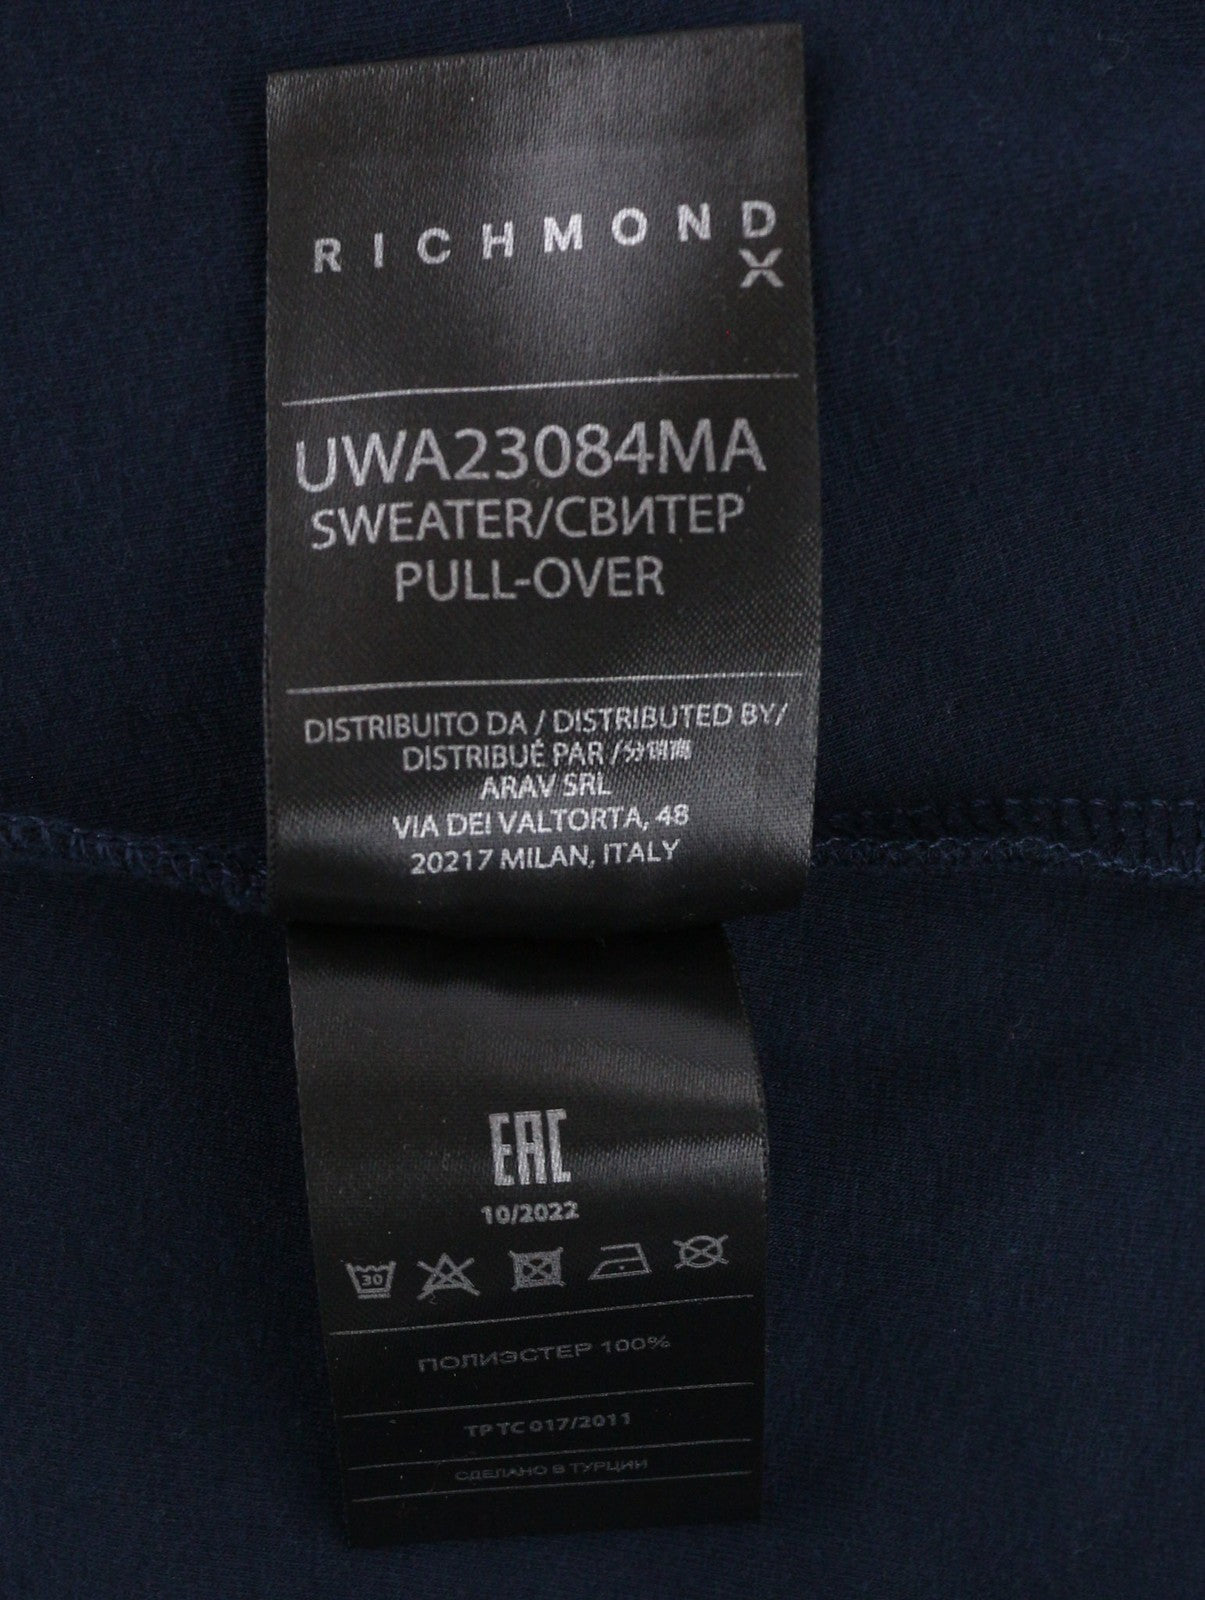 RICHMOND
X
UWA23084MA
SWEATER/СВИТЕР
PULL-OVER
DISTRIBUITO DA / DISTRIBUTED BY/
DISTRIBUÉ PAR /分销商
ARAV SRL
VIA DEI VALTORTA, 48
20217 MILAN, ITALY
EAC
10/2022
30
ПОЛИЭСТЕР 100%
ТР ТС 017/2011
СДЕЛАНО В ТУРЦИИ